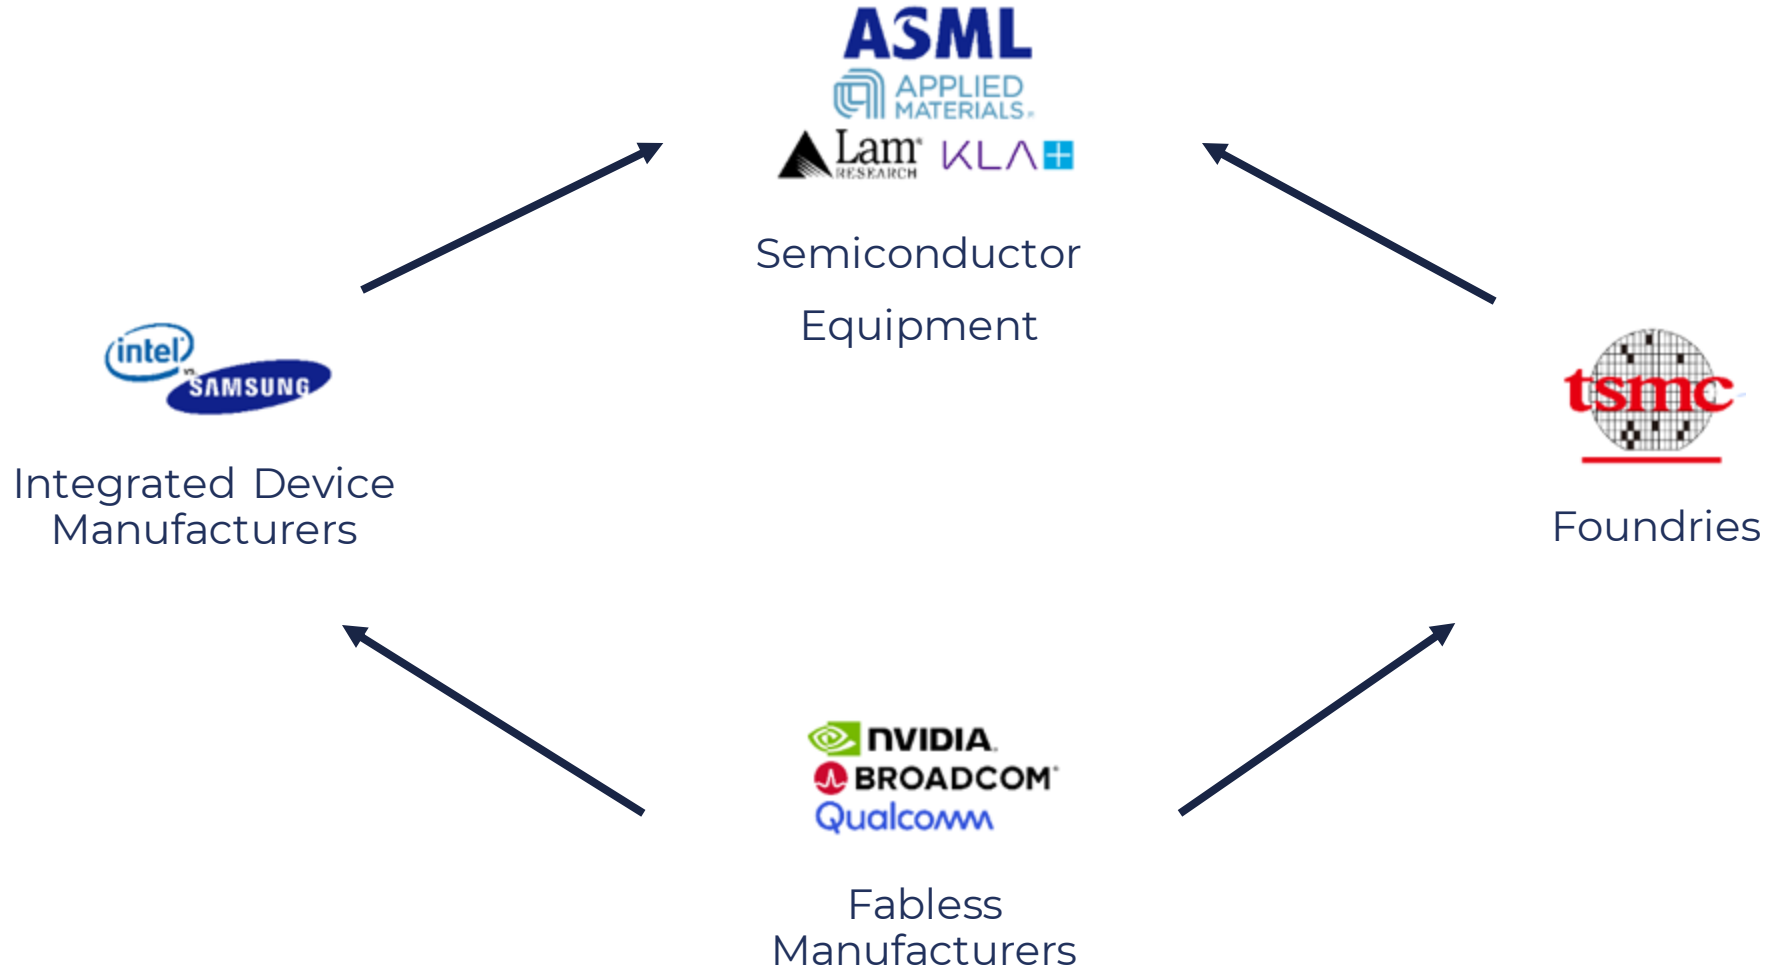 ASML
APPLIED
MATERIALS
Lam
RESEARCH
KLA
Semiconductor
Equipment
intel
vs.
SAMSUNG
Integrated Device
Manufacturers
tsmc
Foundries
NVIDIA
BROADCOM
Qualcomm
Fabless
Manufacturers